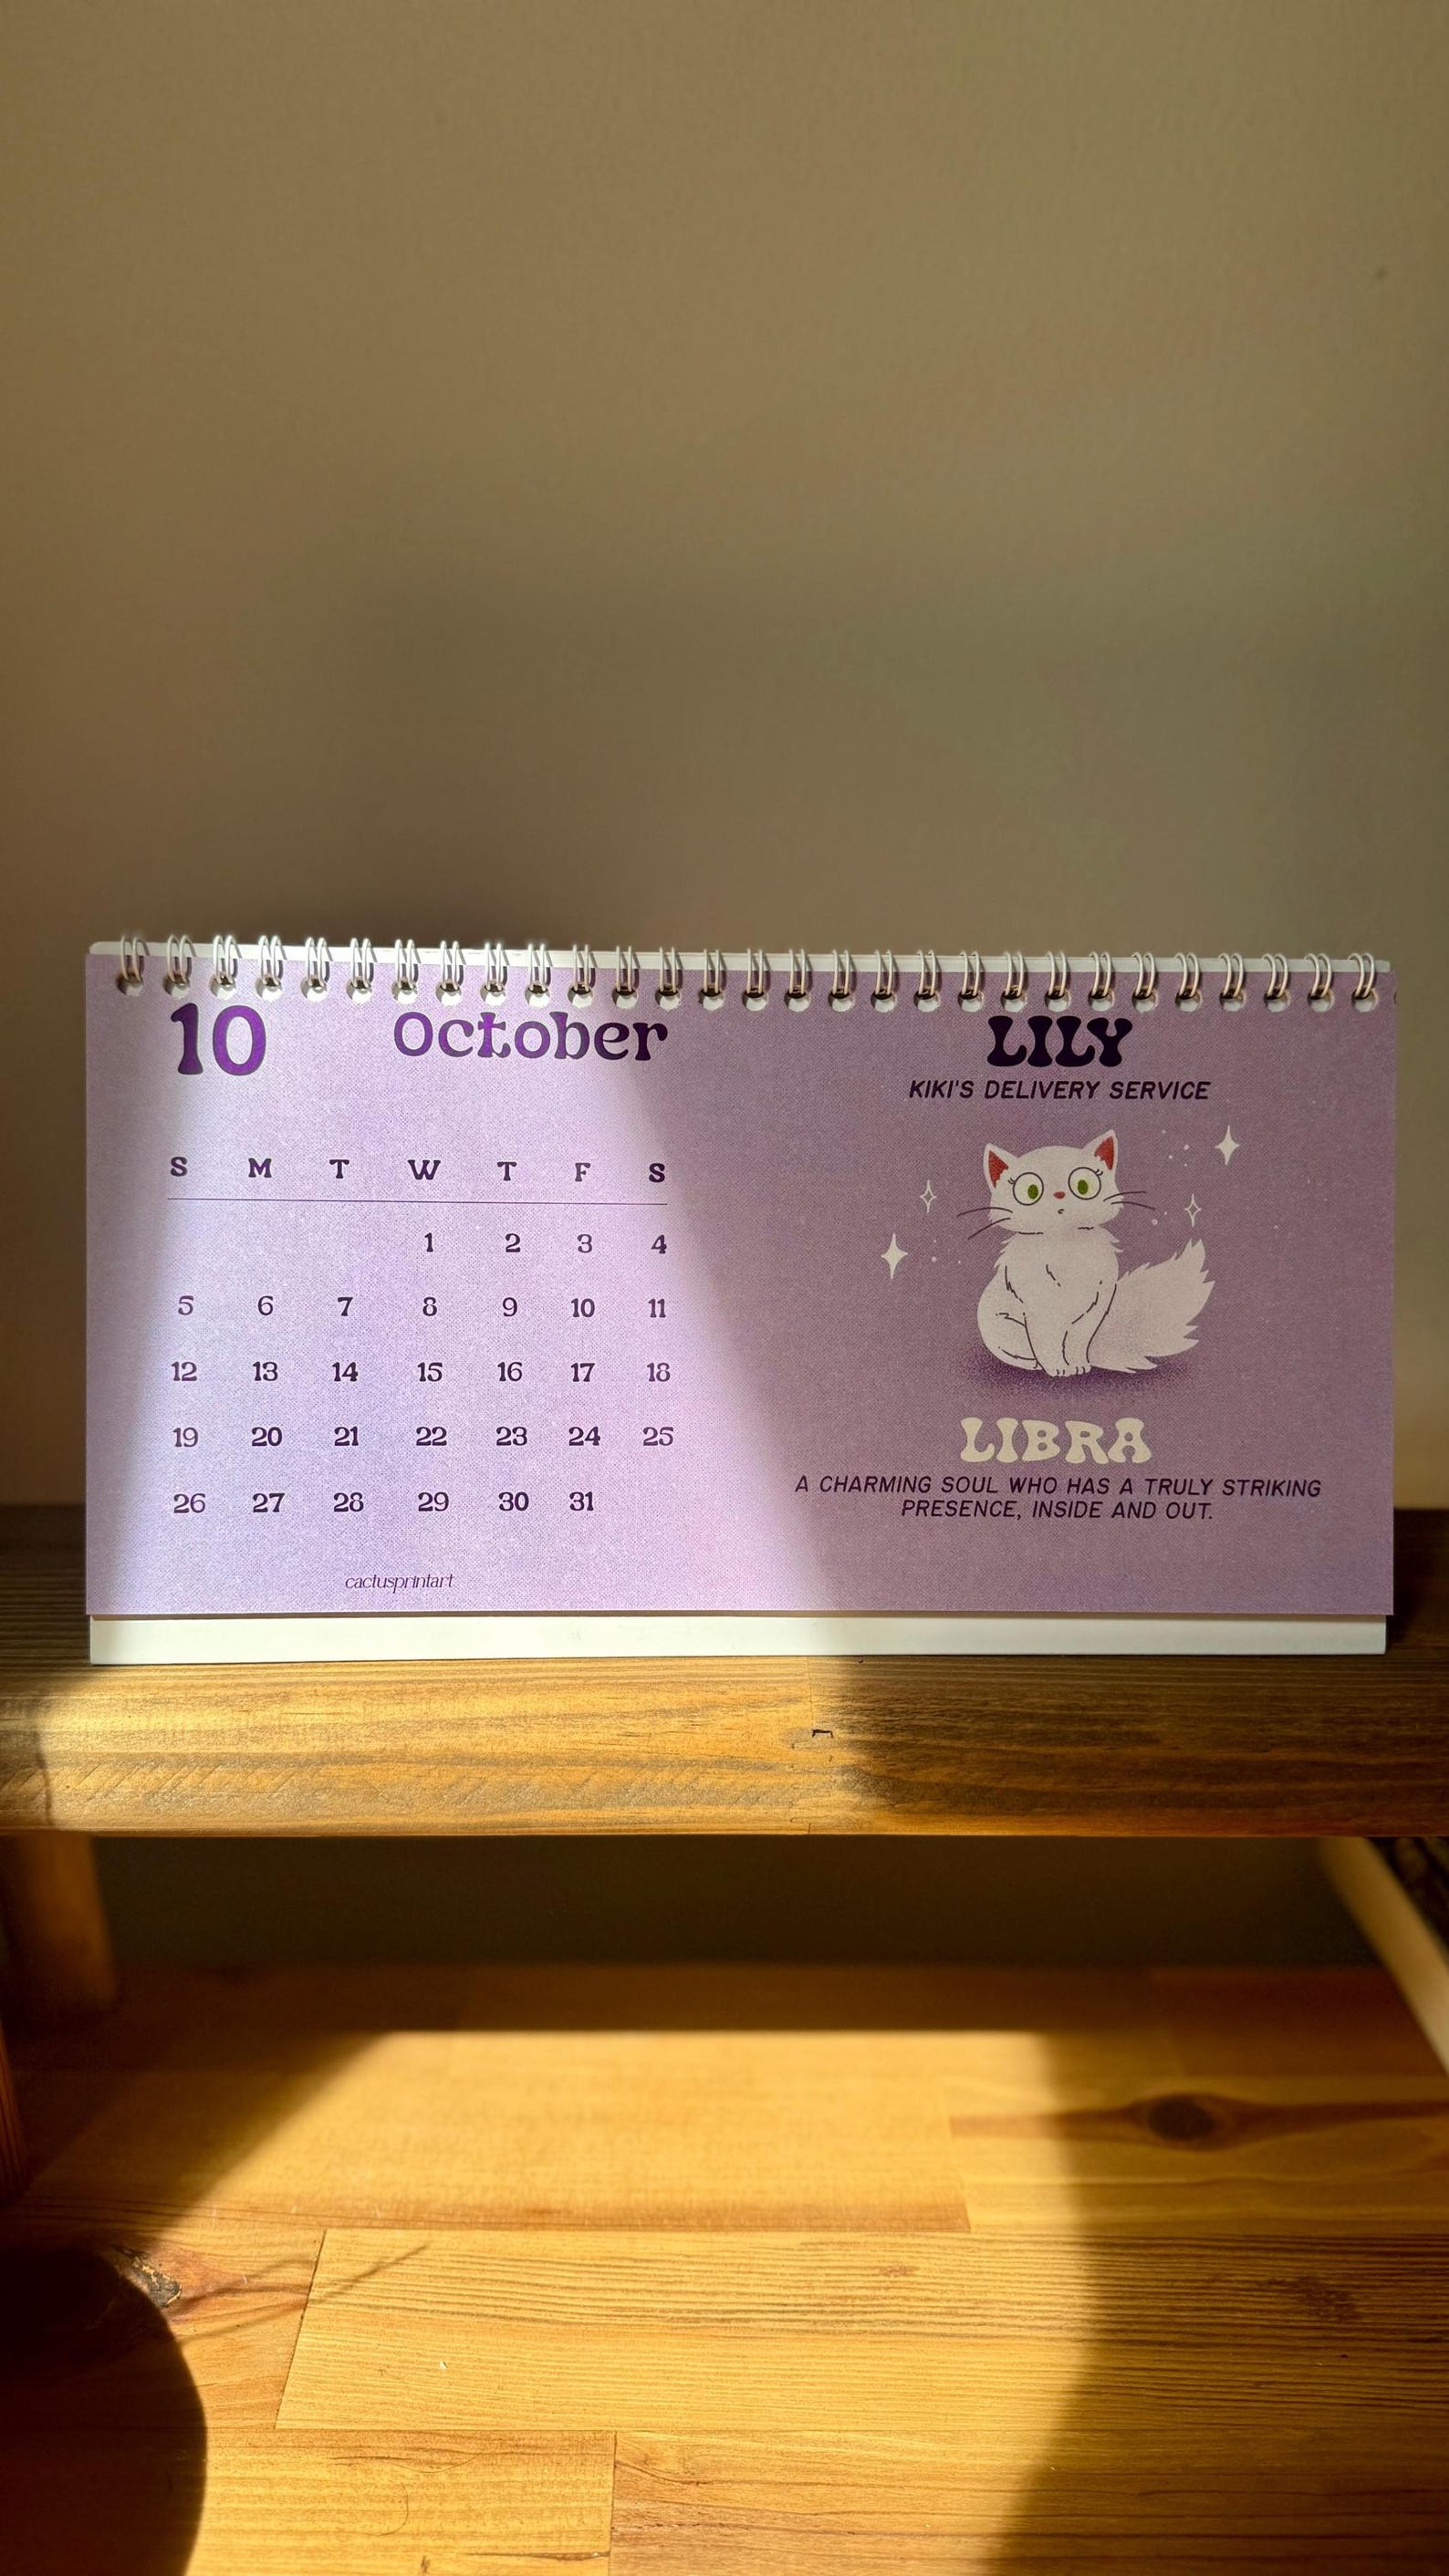 10 October
S M T W T F S
1 2 3 4
5 6 7 8 9 10 11
12 13 14 15 16 17 18
19 20 21 22 23 24 25
26 27 28 29 30 31
cactusprintart
LILY
KIKI'S DELIVERY SERVICE
LIBRA
A CHARMING SOUL WHO HAS A TRULY STRIKING
PRESENCE, INSIDE AND OUT.